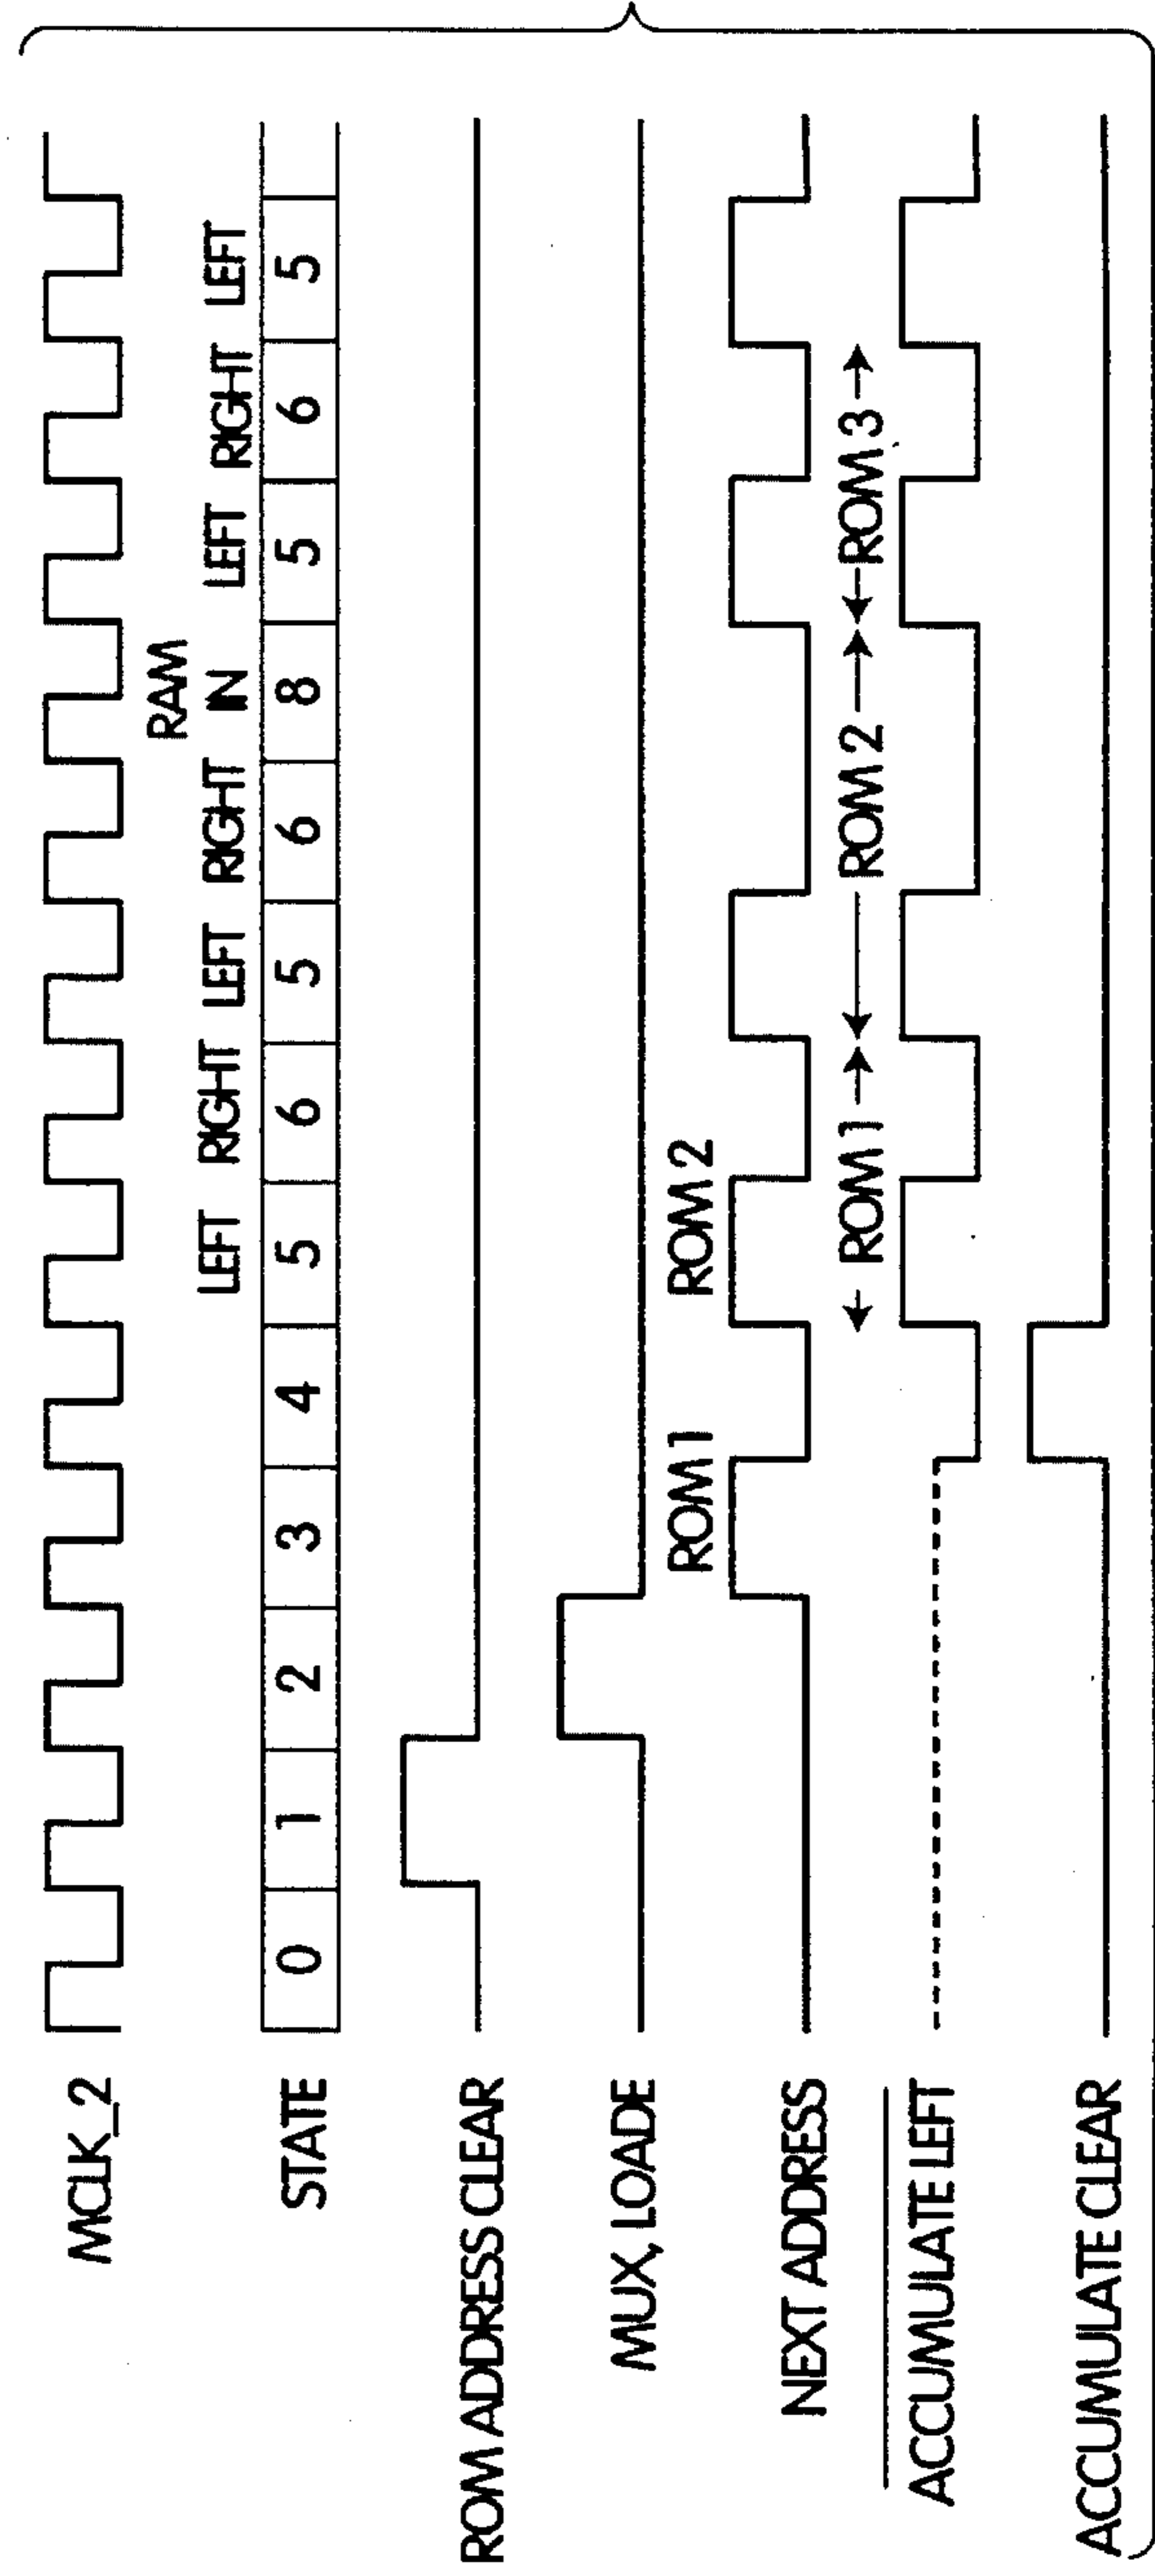 MCLK_2
RAM
LEFT RIGHT LEFT RIGHT IN LEFT RIGHT LEFT
STATE 0 1 2 3 4 5 6 5 6 8 5 6 5
ROM ADDRESS CLEAR
MUX, LOADE
ROM 1 ROM 2
NEXT ADDRESS
ROM 1 ROM 2 ROM 3
ACCUMULATE LEFT
ACCUMULATE CLEAR